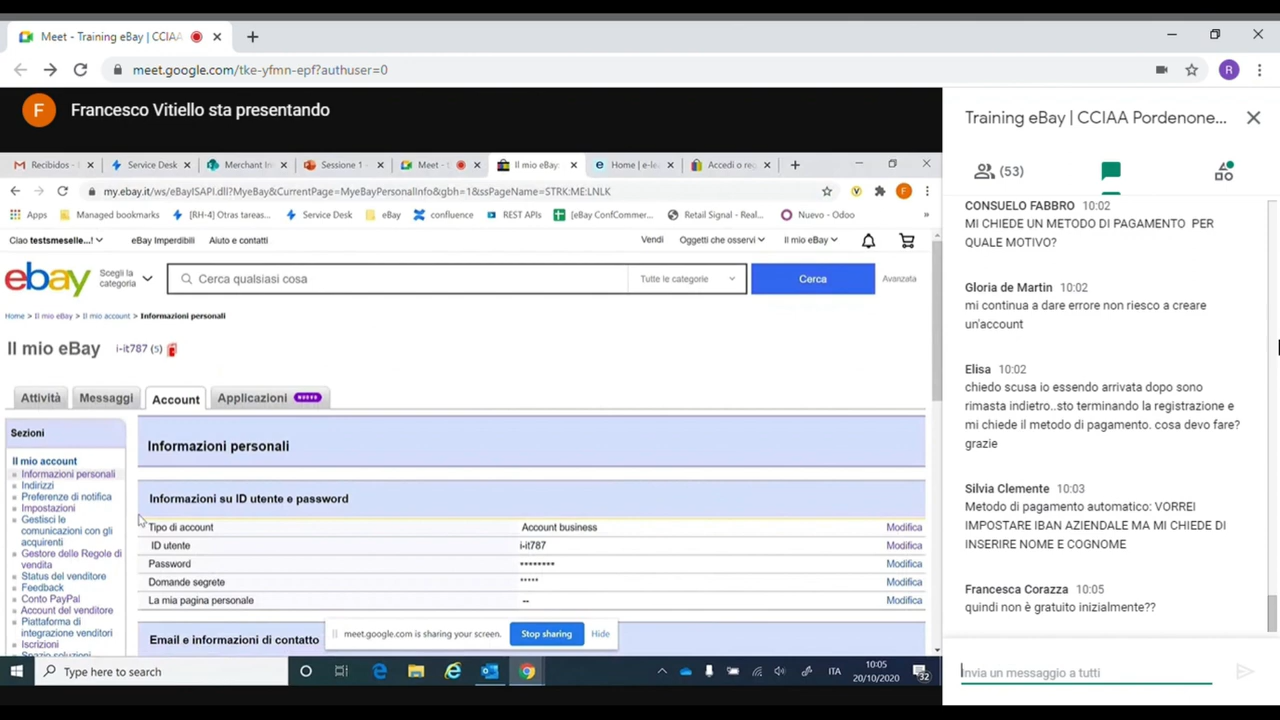 Meet - Training eBay | CCIAA
meet.google.com/tke-yfmn-epf?authuser=0
R
F
Francesco Vitiello sta presentando
Recibidos -
Service Desk
Merchant In
Sessione 1 -
Meet - t
Il mio eBay:
Home | e-le
Accedi o re
my.ebay.it/ws/eBayISAPI.dll?MyeBay&CurrentPage=MyeBayPersonalInfo&gbh=1&ssPageName=STRK:ME:LNLK
F
Apps
Managed bookmarks
[RH-4] Otras tareas...
Service Desk
eBay
confluence
REST APIs
[eBay ConfCommer...
Retail Signal - Real...
Nuevo - Odoo
»
Ciao testsmeselle...!
eBay Imperdibili
Aiuto e contatti
Vendi
Oggetti che osservi
Il mio eBay
ebay
Scegli la
categoria
Cerca qualsiasi cosa
Tutte le categorie
Cerca
Avanzata
Home > Il mio eBay > Il mio account > Informazioni personali
Il mio eBay
i-it787 (5)
Attività
Messaggi
Account
Applicazioni
Sezioni
Il mio account
Informazioni personali
Indirizzi
Preferenze di notifica
Impostazioni
Gestisci le
comunicazioni con gli
acquirenti
Gestore delle Regole di
vendita
Status del venditore
Feedback
Conto PayPal
Account del venditore
Piattaforma di
integrazione venditori
Iscrizioni
Informazioni personali
Informazioni su ID utente e password
Tipo di account Account business Modifica
ID utente i-it787 Modifica
Password ******** Modifica
Domande segrete ***** Modifica
La mia pagina personale -- Modifica
Email e informazioni di contatto
meet.google.com is sharing your screen.
Stop sharing
Hide
Type here to search
ITA
10:05
20/10/2020
32
Training eBay | CCIAA Pordenone...
(53)
CONSUELO FABBRO 10:02
MI CHIEDE UN METODO DI PAGAMENTO PER
QUALE MOTIVO?
Gloria de Martin 10:02
mi continua a dare errore non riesco a creare
un'account
Elisa 10:02
chiedo scusa io essendo arrivata dopo sono
rimasta indietro..sto terminando la registrazione e
mi chiede il metodo di pagamento. cosa devo fare?
grazie
Silvia Clemente 10:03
Metodo di pagamento automatico: VORREI
IMPOSTARE IBAN AZIENDALE MA MI CHIEDE DI
INSERIRE NOME E COGNOME
Francesca Corazza 10:05
quindi non è gratuito inizialmente??
Invia un messaggio a tutti